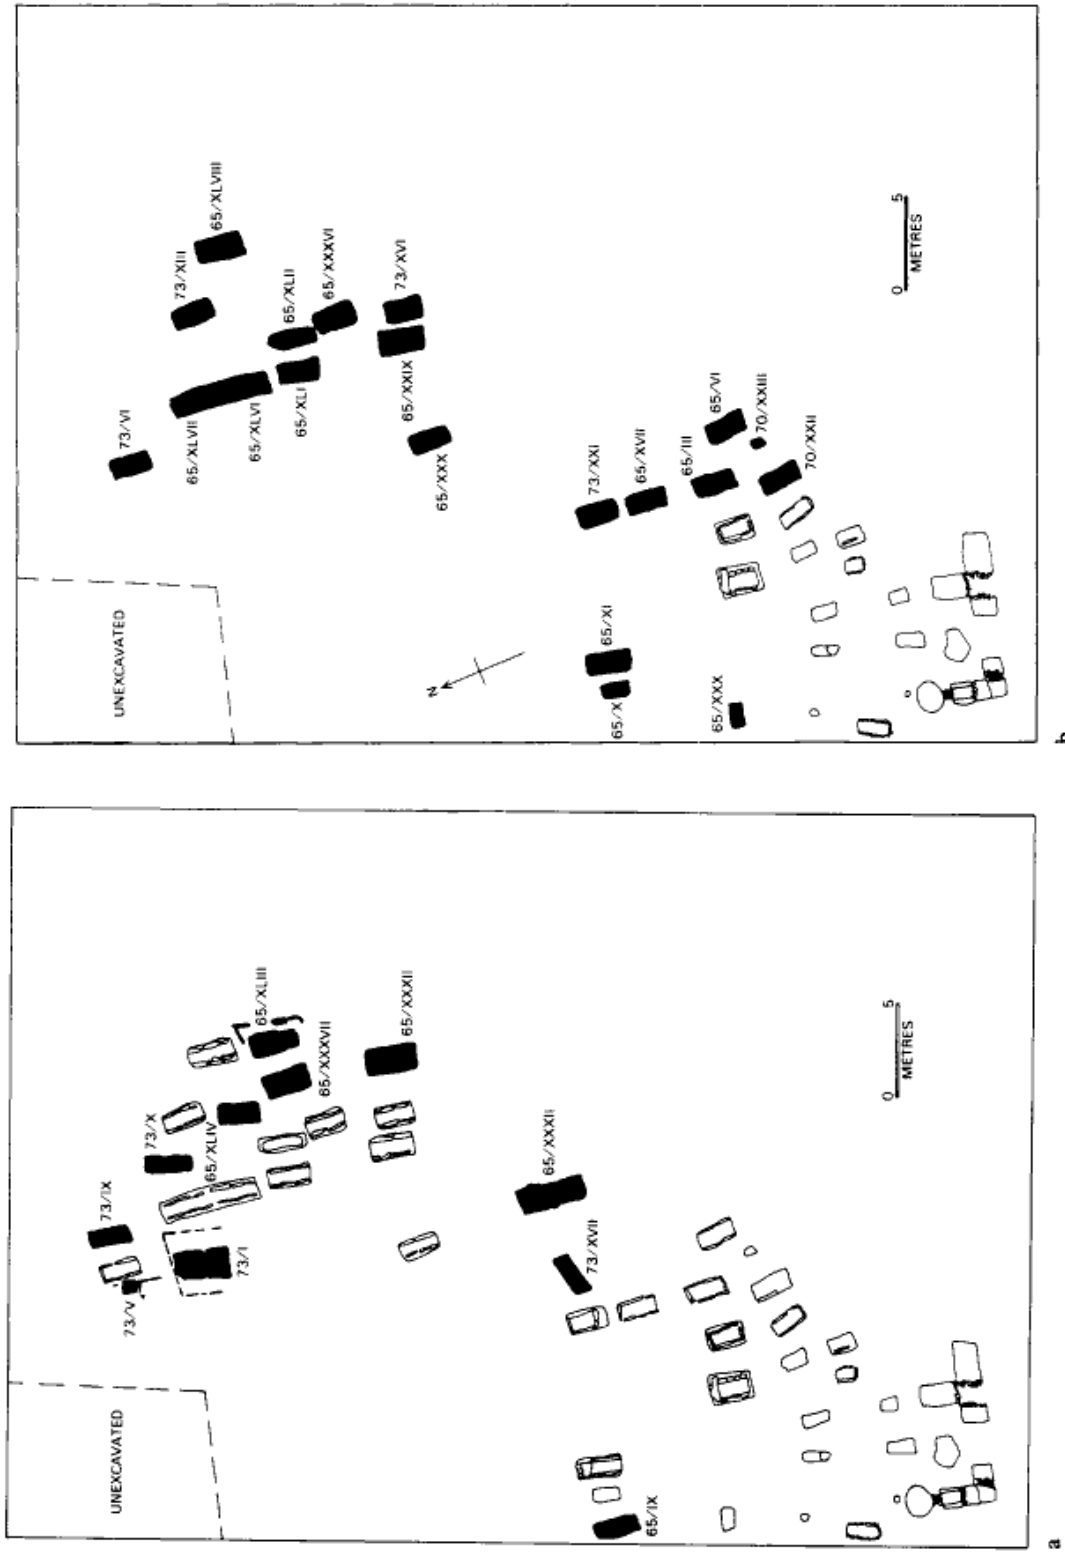 65/XLVIII
73/XIII
65/XLII
65/XXXVI
73/XVI
73/VI
65/XLVII
65/XLVI
65/XLI
65/XXIX
65/XXX
UNEXCAVATED
N
73/XXI
65/XVII
65/III
65/VI
70/XXIII
70/XXII
65/XI
65/X
65/XXX
0 5
METRES
b
65/XLIII
65/XXXVII
65/XXXII
73/X
65/XLIV
73/IX
73/I
73/V
UNEXCAVATED
65/XXXII
73/XVII
65/IX
0 5
METRES
a